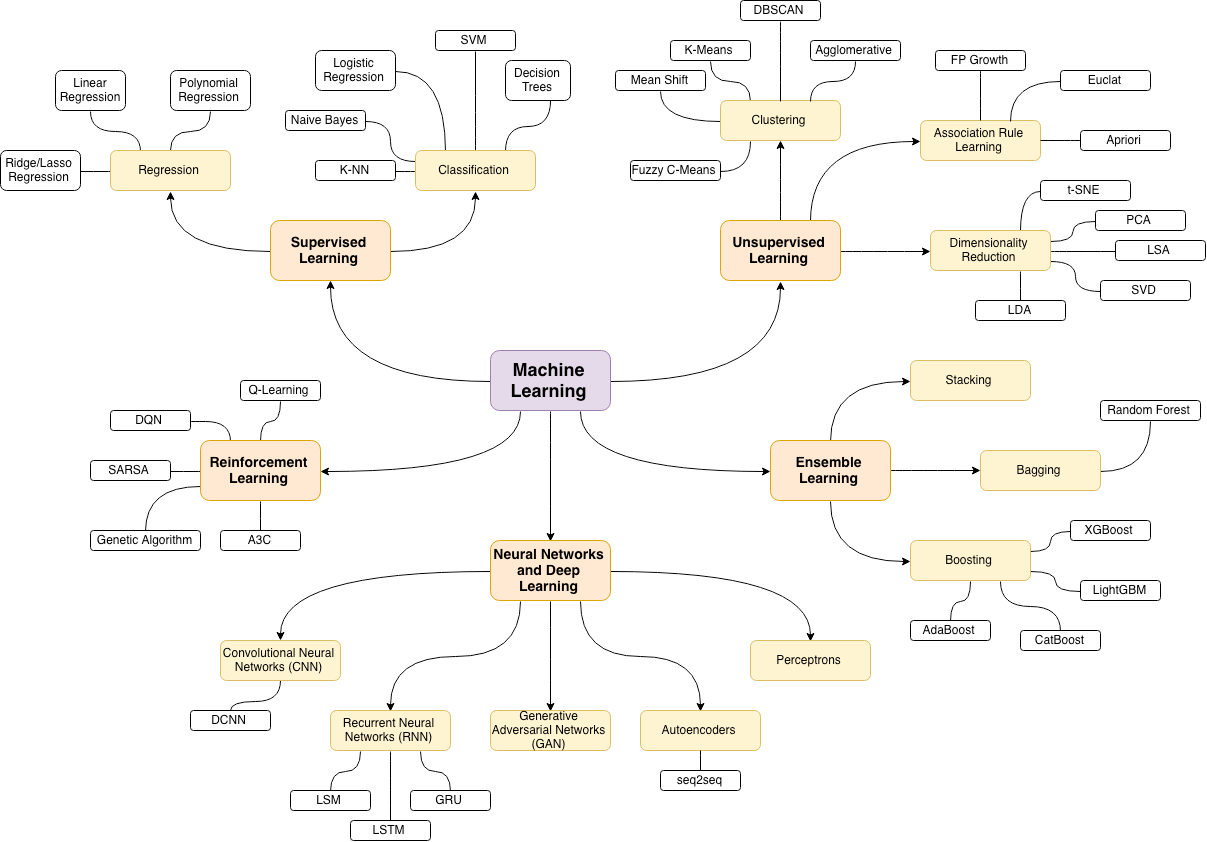 DBSCAN
SVM
K-Means
Agglomerative
Logistic
Regression
FP Growth
Linear
Regression
Polynomial
Regression
Decision
Trees
Mean Shift
Euclat
Naive Bayes
Clustering
Association Rule
Learning
Apriori
Ridge/Lasso
Regression
Regression
K-NN
Classification
Fuzzy C-Means
t-SNE
PCA
Supervised
Learning
Unsupervised
Learning
Dimensionality
Reduction
LSA
SVD
LDA
Machine
Learning
Stacking
Q-Learning
DQN
Random Forest
Reinforcement
Learning
SARSA
Ensemble
Learning
Bagging
Genetic Algorithm
A3C
XGBoost
Neural Networks
and Deep
Learning
Boosting
LightGBM
AdaBoost
CatBoost
Convolutional Neural
Networks (CNN)
Perceptrons
DCNN
Recurrent Neural
Networks (RNN)
Generative
Adversarial Networks
(GAN)
Autoencoders
seq2seq
LSM
GRU
LSTM